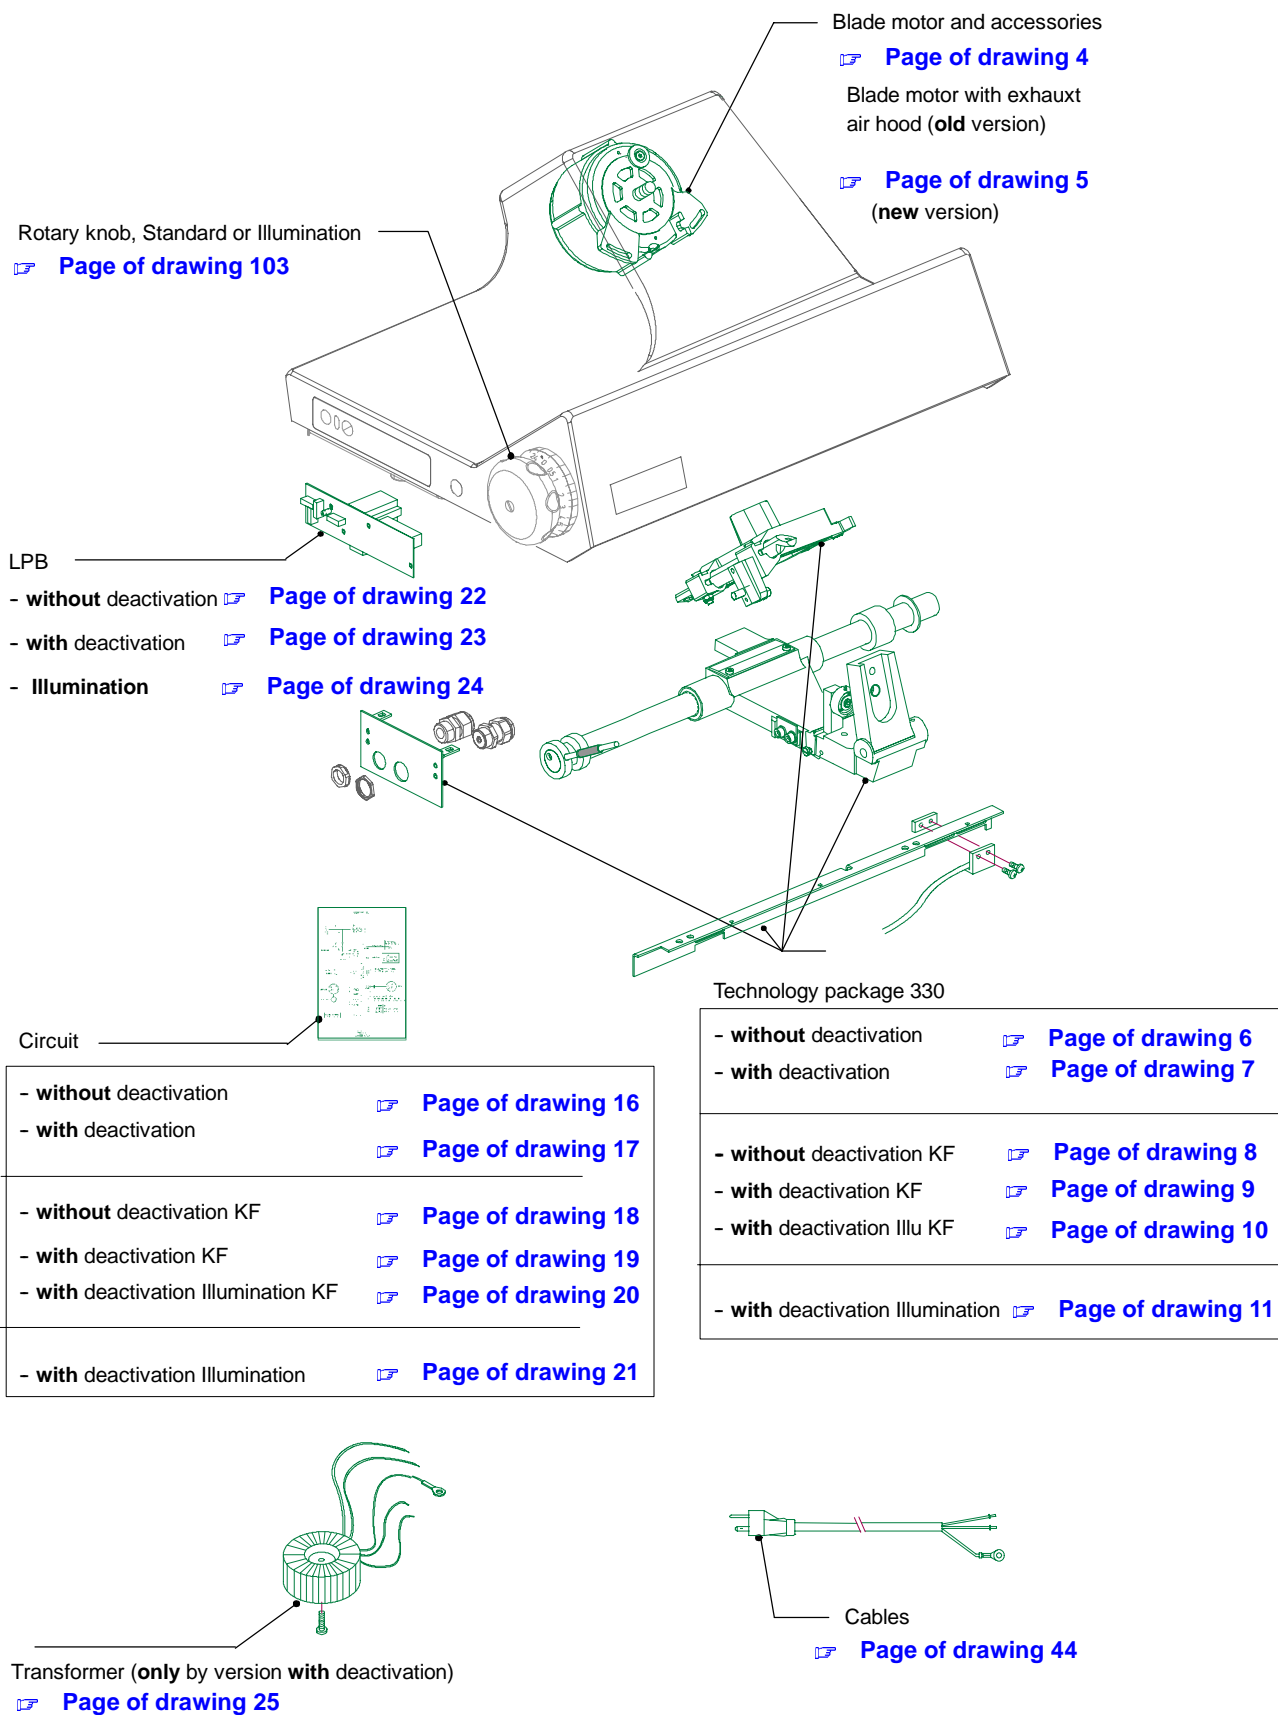 Blade motor and accessories
☞ Page of drawing 4
Blade motor with exhauxt
air hood (old version)
☞ Page of drawing 5
(new version)
Rotary knob, Standard or Illumination
☞ Page of drawing 103
LPB
- without deactivation ☞ Page of drawing 22
- with deactivation ☞ Page of drawing 23
- Illumination ☞ Page of drawing 24
Technology package 330
- without deactivation ☞ Page of drawing 6
- with deactivation ☞ Page of drawing 7
- without deactivation KF ☞ Page of drawing 8
- with deactivation KF ☞ Page of drawing 9
- with deactivation Illu KF ☞ Page of drawing 10
- with deactivation Illumination ☞ Page of drawing 11
Circuit
- without deactivation ☞ Page of drawing 16
- with deactivation ☞ Page of drawing 17
- without deactivation KF ☞ Page of drawing 18
- with deactivation KF ☞ Page of drawing 19
- with deactivation Illumination KF ☞ Page of drawing 20
- with deactivation Illumination ☞ Page of drawing 21
Transformer (only by version with deactivation)
☞ Page of drawing 25
Cables
☞ Page of drawing 44